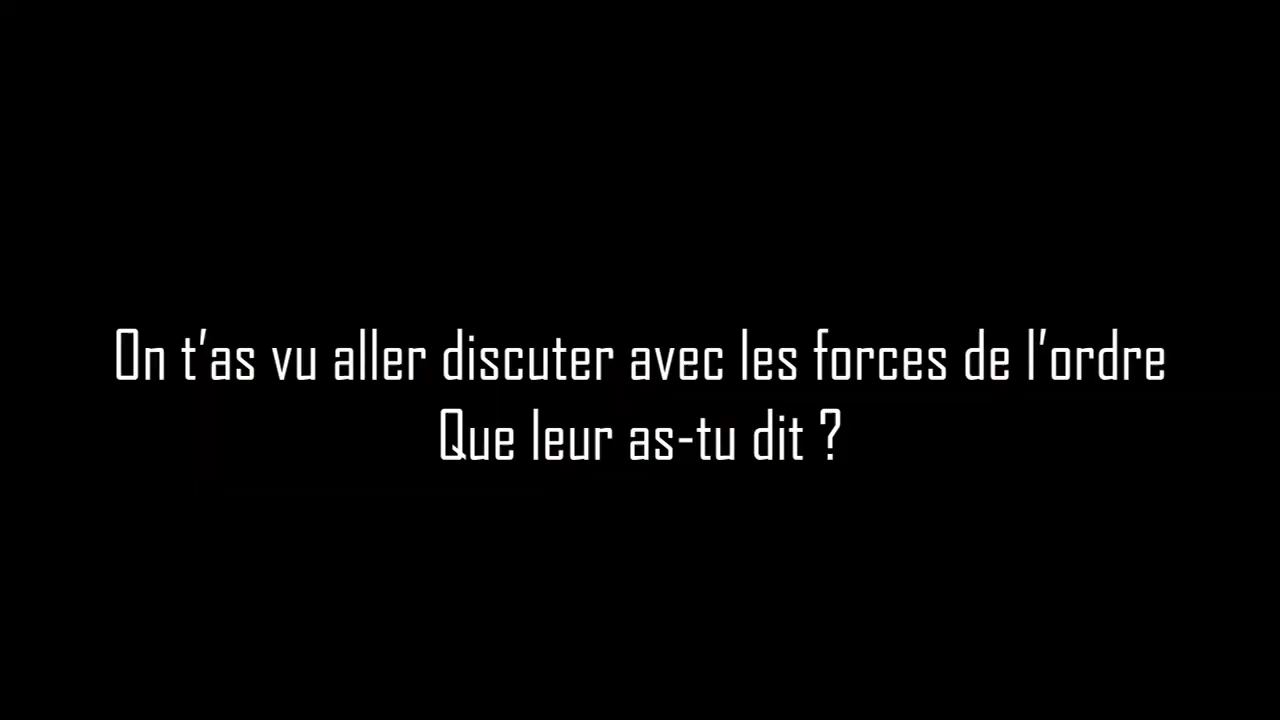 On t’as vu aller discuter avec les forces de l’ordre
Que leur as-tu dit ?